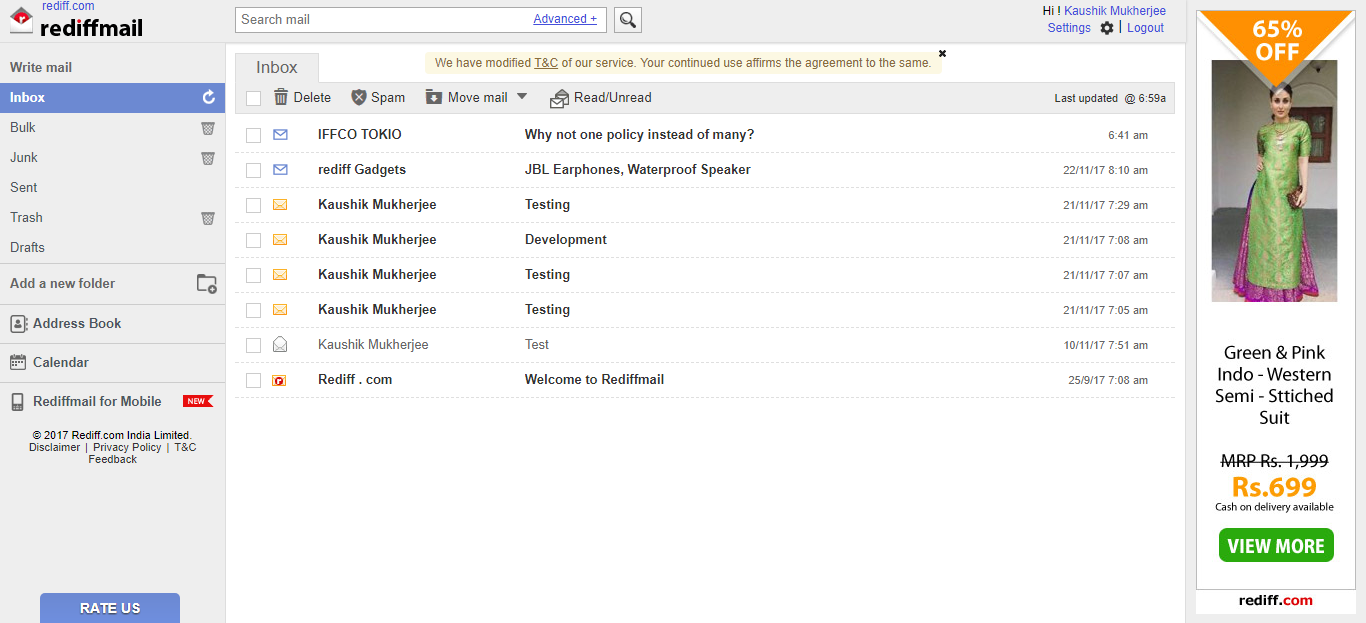 rediff.com
rediffmail
Search mail
Advanced +
Hi ! Kaushik Mukherjee
Settings | Logout
Write mail
Inbox
Bulk
Junk
Sent
Trash
Drafts
Add a new folder
Address Book
Calendar
Rediffmail for Mobile NEW
© 2017 Rediff.com India Limited.
Disclaimer | Privacy Policy | T&C
Feedback
RATE US
Inbox
We have modified T&C of our service. Your continued use affirms the agreement to the same.
Delete Spam Move mail Read/Unread Last updated @ 6:59a
IFFCO TOKIO Why not one policy instead of many? 6:41 am
rediff Gadgets JBL Earphones, Waterproof Speaker 22/11/17 8:10 am
Kaushik Mukherjee Testing 21/11/17 7:29 am
Kaushik Mukherjee Development 21/11/17 7:08 am
Kaushik Mukherjee Testing 21/11/17 7:07 am
Kaushik Mukherjee Testing 21/11/17 7:05 am
Kaushik Mukherjee Test 10/11/17 7:51 am
Rediff . com Welcome to Rediffmail 25/9/17 7:08 am
65%
OFF
Green & Pink
Indo - Western
Semi - Sttiched
Suit
MRP Rs. 1,999
Rs.699
Cash on delivery available
VIEW MORE
rediff.com